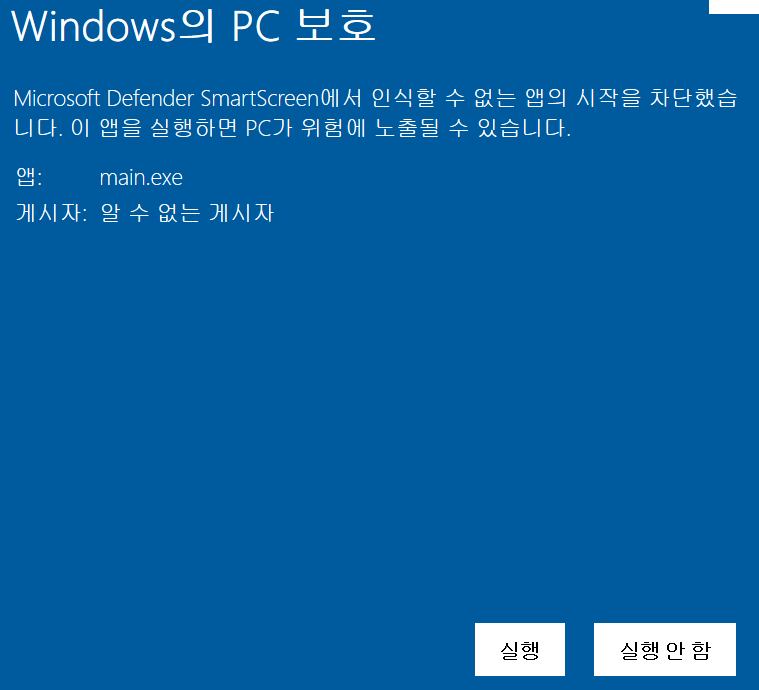 Windows의 PC 보호
Microsoft Defender SmartScreen에서 인식할 수 없는 앱의 시작을 차단했습
니다. 이 앱을 실행하면 PC가 위험에 노출될 수 있습니다.
앱: main.exe
게시자: 알 수 없는 게시자
실행 실행 안 함